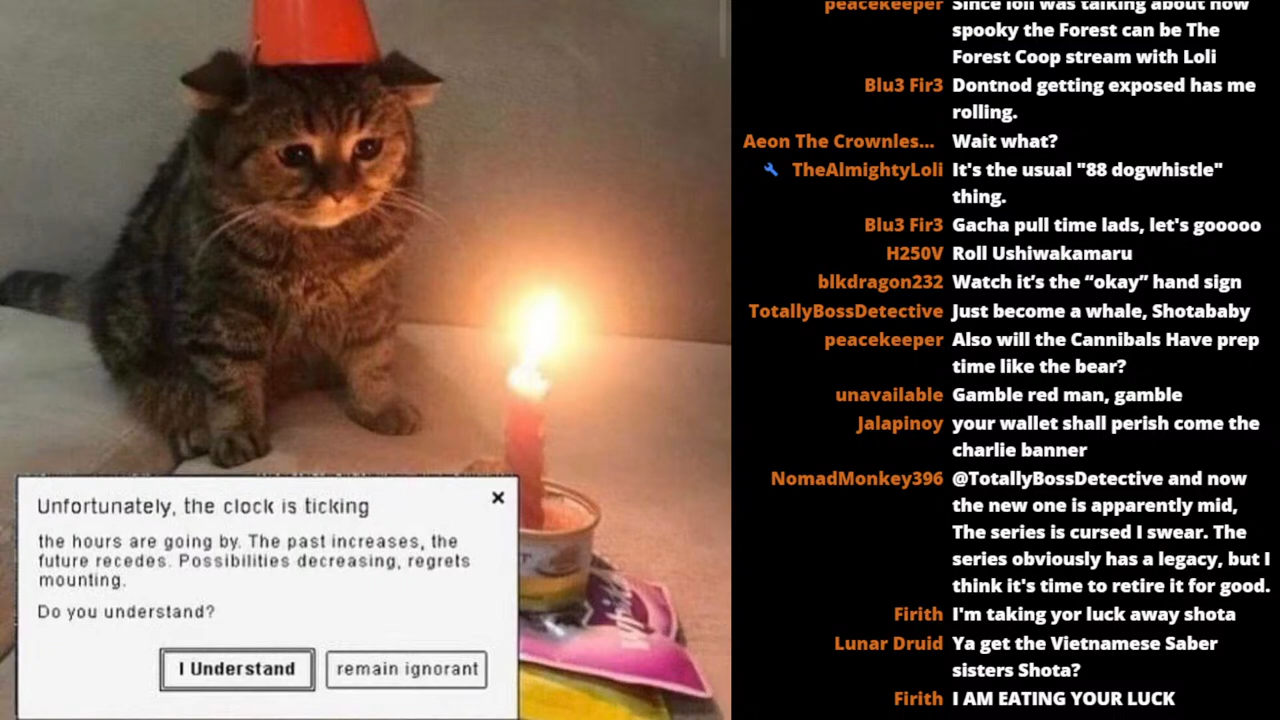 Unfortunately, the clock is ticking
the hours are going by. The past increases, the
future recedes. Possibilities decreasing, regrets
mounting.
Do you understand?
I Understand
remain ignorant
peacekeeper Since loli was talking about how
spooky the Forest can be The
Forest Coop stream with Loli
Blu3 Fir3 Dontnod getting exposed has me
rolling.
Aeon The Crownles... Wait what?
TheAlmightyLoli It's the usual "88 dogwhistle"
thing.
Blu3 Fir3 Gacha pull time lads, let's gooooo
H250V Roll Ushiwakamaru
blkdragon232 Watch it’s the “okay” hand sign
TotallyBossDetective Just become a whale, Shotababy
peacekeeper Also will the Cannibals Have prep
time like the bear?
unavailable Gamble red man, gamble
Jalapinoy your wallet shall perish come the
charlie banner
NomadMonkey396 @TotallyBossDetective and now
the new one is apparently mid,
The series is cursed I swear. The
series obviously has a legacy, but I
think it's time to retire it for good.
Firith I'm taking yor luck away shota
Lunar Druid Ya get the Vietnamese Saber
sisters Shota?
Firith I AM EATING YOUR LUCK